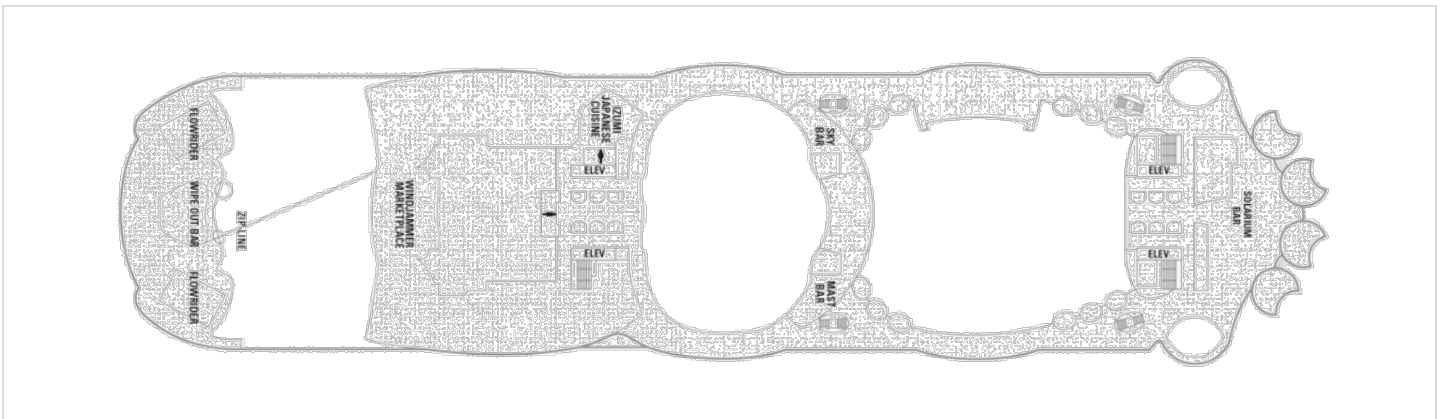 FLOWRIDER
WIPE OUT BAR
FLOWRIDER
ZIP-LINE
WINDJAMMER
MARKETPLACE
IZUMI
JAPANESE
CUISINE
ELEV
ELEV
SKY
BAR
MAST
BAR
ELEV
ELEV
SOLARIUM
BAR